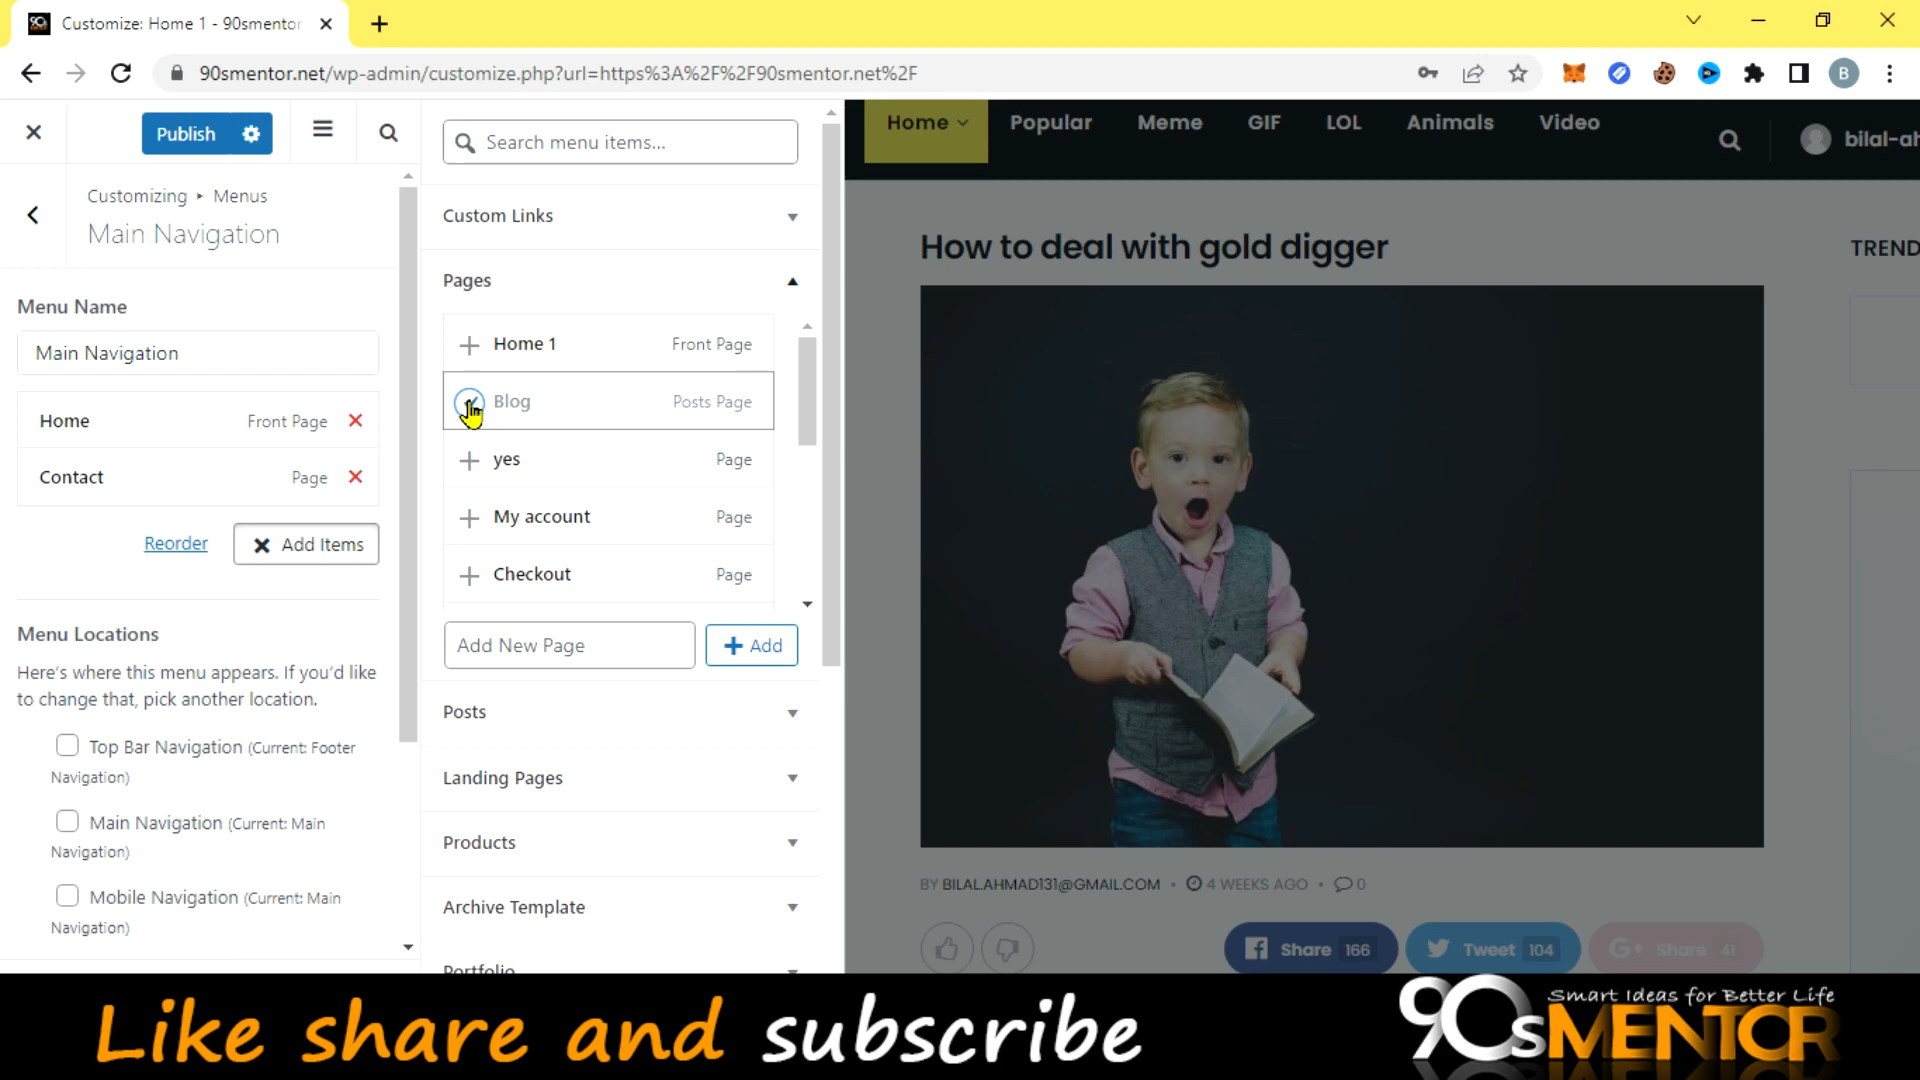 Customize: Home 1 - 90smentor
90smentor.net/wp-admin/customize.php?url=https%3A%2F%2F90smentor.net%2F
B
Publish
Customizing ▸ Menus
Main Navigation
Menu Name
Main Navigation
Home Front Page
Contact Page
Reorder Add Items
Menu Locations
Here's where this menu appears. If you'd like
to change that, pick another location.
Top Bar Navigation (Current: Footer
Navigation)
Main Navigation (Current: Main
Navigation)
Mobile Navigation (Current: Main
Navigation)
Search menu items...
Custom Links
Pages
Home 1 Front Page
Blog Posts Page
yes Page
My account Page
Checkout Page
Add New Page + Add
Posts
Landing Pages
Products
Archive Template
Portfolio
Home Popular Meme GIF LOL Animals Video
bilal-ah
How to deal with gold digger
TREND
BY BILAL.AHMAD131@GMAIL.COM • 4 WEEKS AGO • 0
Share 166 Tweet 104 G+ Share 41
Like share and subscribe
Smart Ideas for Better Life
90sMENTOR